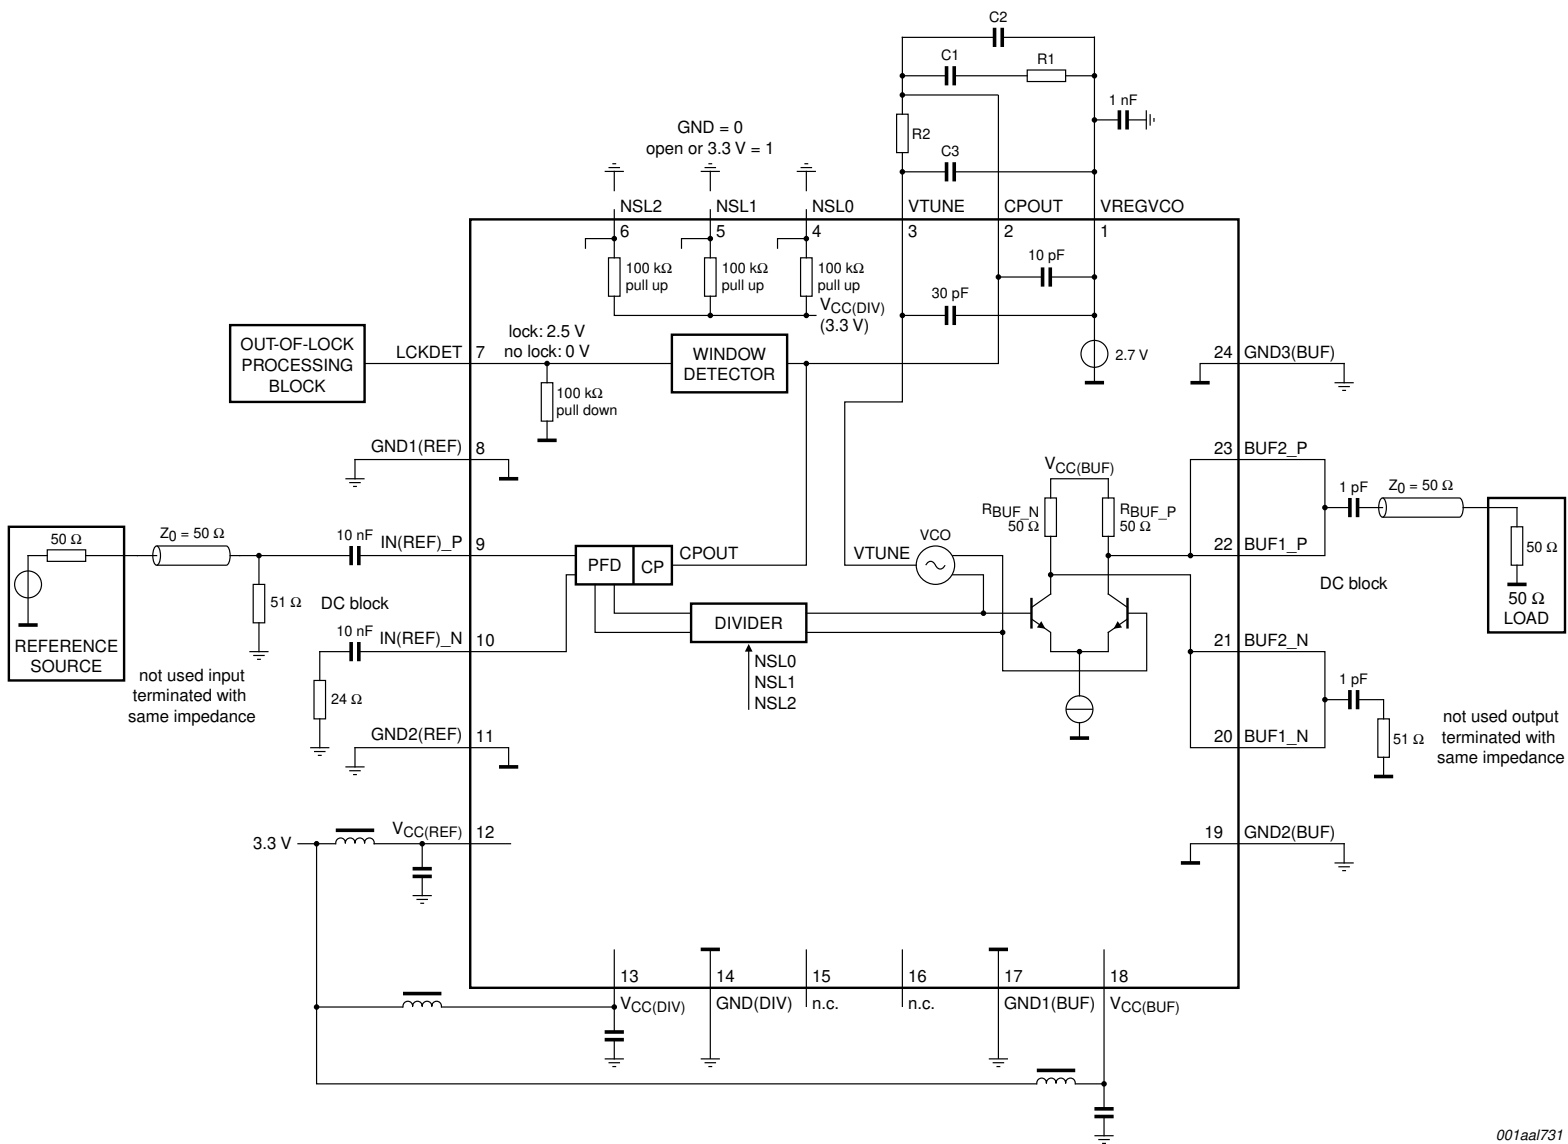 C2
C1
R1
1 nF
GND = 0
open or 3.3 V = 1
R2
C3
NSL2
NSL1
NSL0
VTUNE
CPOUT
VREGVCO
6
5
4
3
2
1
100 kΩ
pull up
100 kΩ
pull up
100 kΩ
pull up
10 pF
30 pF
VCC(DIV)
(3.3 V)
OUT-OF-LOCK
PROCESSING
BLOCK
LCKDET
7
lock: 2.5 V
no lock: 0 V
WINDOW
DETECTOR
2.7 V
24
GND3(BUF)
100 kΩ
pull down
GND1(REF)
8
23
BUF2_P
VCC(BUF)
RBUF_N
50 Ω
RBUF_P
50 Ω
1 pF
Z0 = 50 Ω
50 Ω
Z0 = 50 Ω
10 nF
IN(REF)_P
9
CPOUT
VTUNE
VCO
22
BUF1_P
50 Ω
PFD
CP
51 Ω
DC block
DC block
50 Ω
LOAD
10 nF
IN(REF)_N
10
DIVIDER
21
BUF2_N
REFERENCE
SOURCE
not used input
terminated with
same impedance
24 Ω
NSL0
NSL1
NSL2
1 pF
GND2(REF)
11
20
BUF1_N
51 Ω
not used output
terminated with
same impedance
3.3 V
VCC(REF)
12
19
GND2(BUF)
13
14
15
16
17
18
VCC(DIV)
GND(DIV)
n.c.
n.c.
GND1(BUF)
VCC(BUF)
001aal731